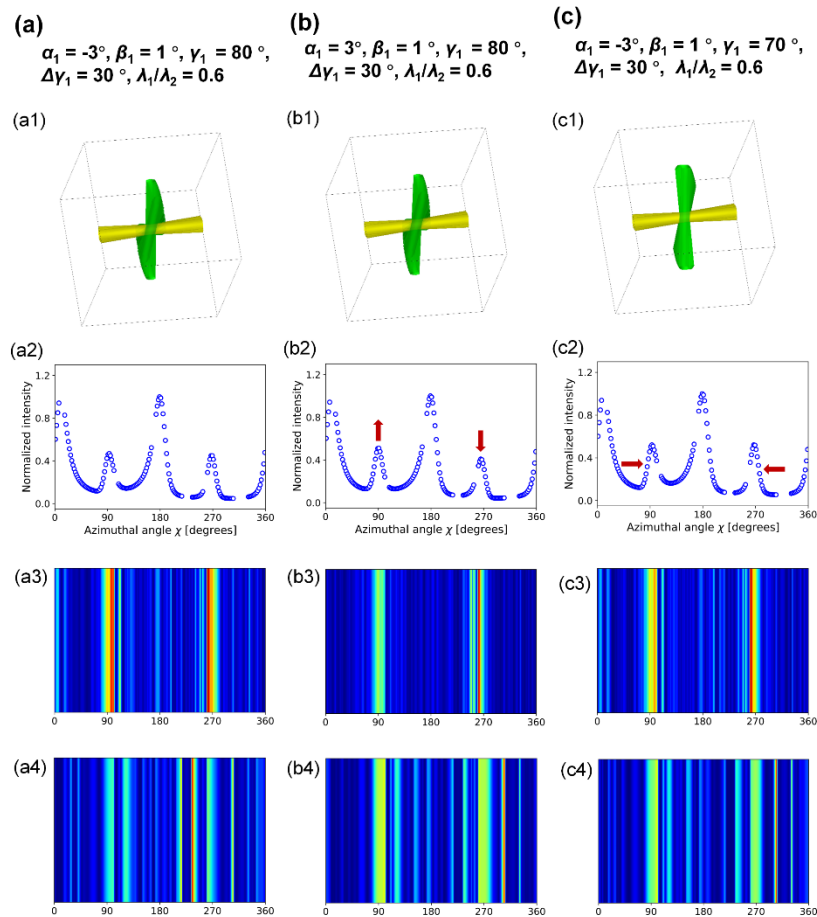 (a)
α₁ = -3°, β₁ = 1 °, γ₁ = 80 °,
Δγ₁ = 30 °, λ₁/λ₂ = 0.6
(b)
α₁ = 3°, β₁ = 1 °, γ₁ = 80 °,
Δγ₁ = 30 °, λ₁/λ₂ = 0.6
(c)
α₁ = -3°, β₁ = 1 °, γ₁ = 70 °,
Δγ₁ = 30 °, λ₁/λ₂ = 0.6
(a1)
(b1)
(c1)
(a2)
Normalized intensity
1.2
0.8
0.4
0.0
0 90 180 270 360
Azimuthal angle χ [degrees]
(b2)
Normalized intensity
1.2
0.8
0.4
0.0
0 90 180 270 360
Azimuthal angle χ [degrees]
(c2)
Normalized intensity
1.2
0.8
0.4
0.0
0 90 180 270 360
Azimuthal angle χ [degrees]
(a3)
0 90 180 270 360
(b3)
0 90 180 270 360
(c3)
0 90 180 270 360
(a4)
0 90 180 270 360
(b4)
0 90 180 270 360
(c4)
0 90 180 270 360